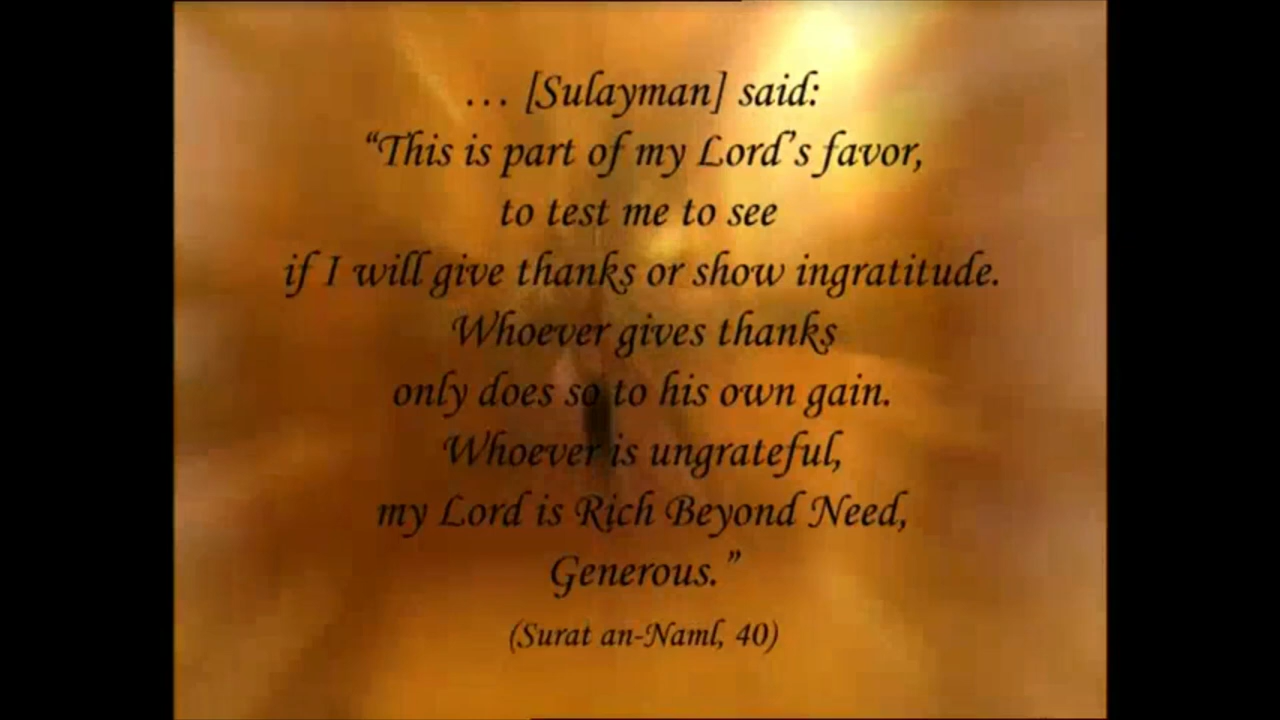 … [Sulayman] said:
“This is part of my Lord’s favor,
to test me to see
if I will give thanks or show ingratitude.
Whoever gives thanks
only does so to his own gain.
Whoever is ungrateful,
my Lord is Rich Beyond Need,
Generous.”
(Surat an-Naml, 40)